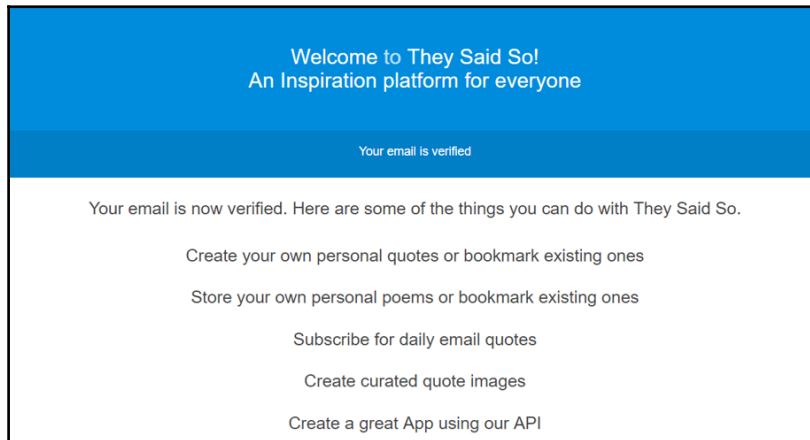 Welcome to They Said So!
An Inspiration platform for everyone
Your email is verified
Your email is now verified. Here are some of the things you can do with They Said So.
Create your own personal quotes or bookmark existing ones
Store your own personal poems or bookmark existing ones
Subscribe for daily email quotes
Create curated quote images
Create a great App using our API